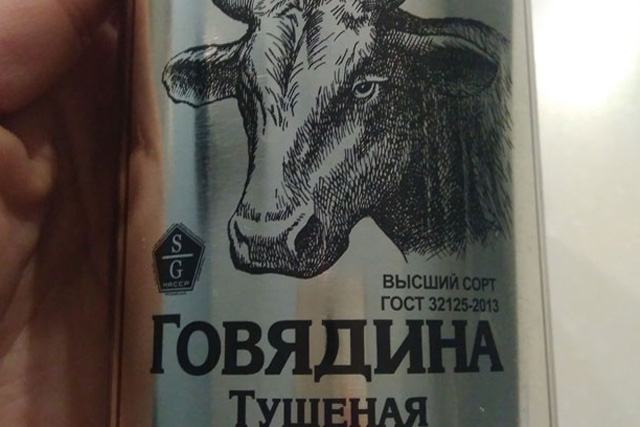 S
G
ВЫСШИЙ СОРТ
ГОСТ 32125-2013
ГОВЯДИНА
ТУШЕНАЯ